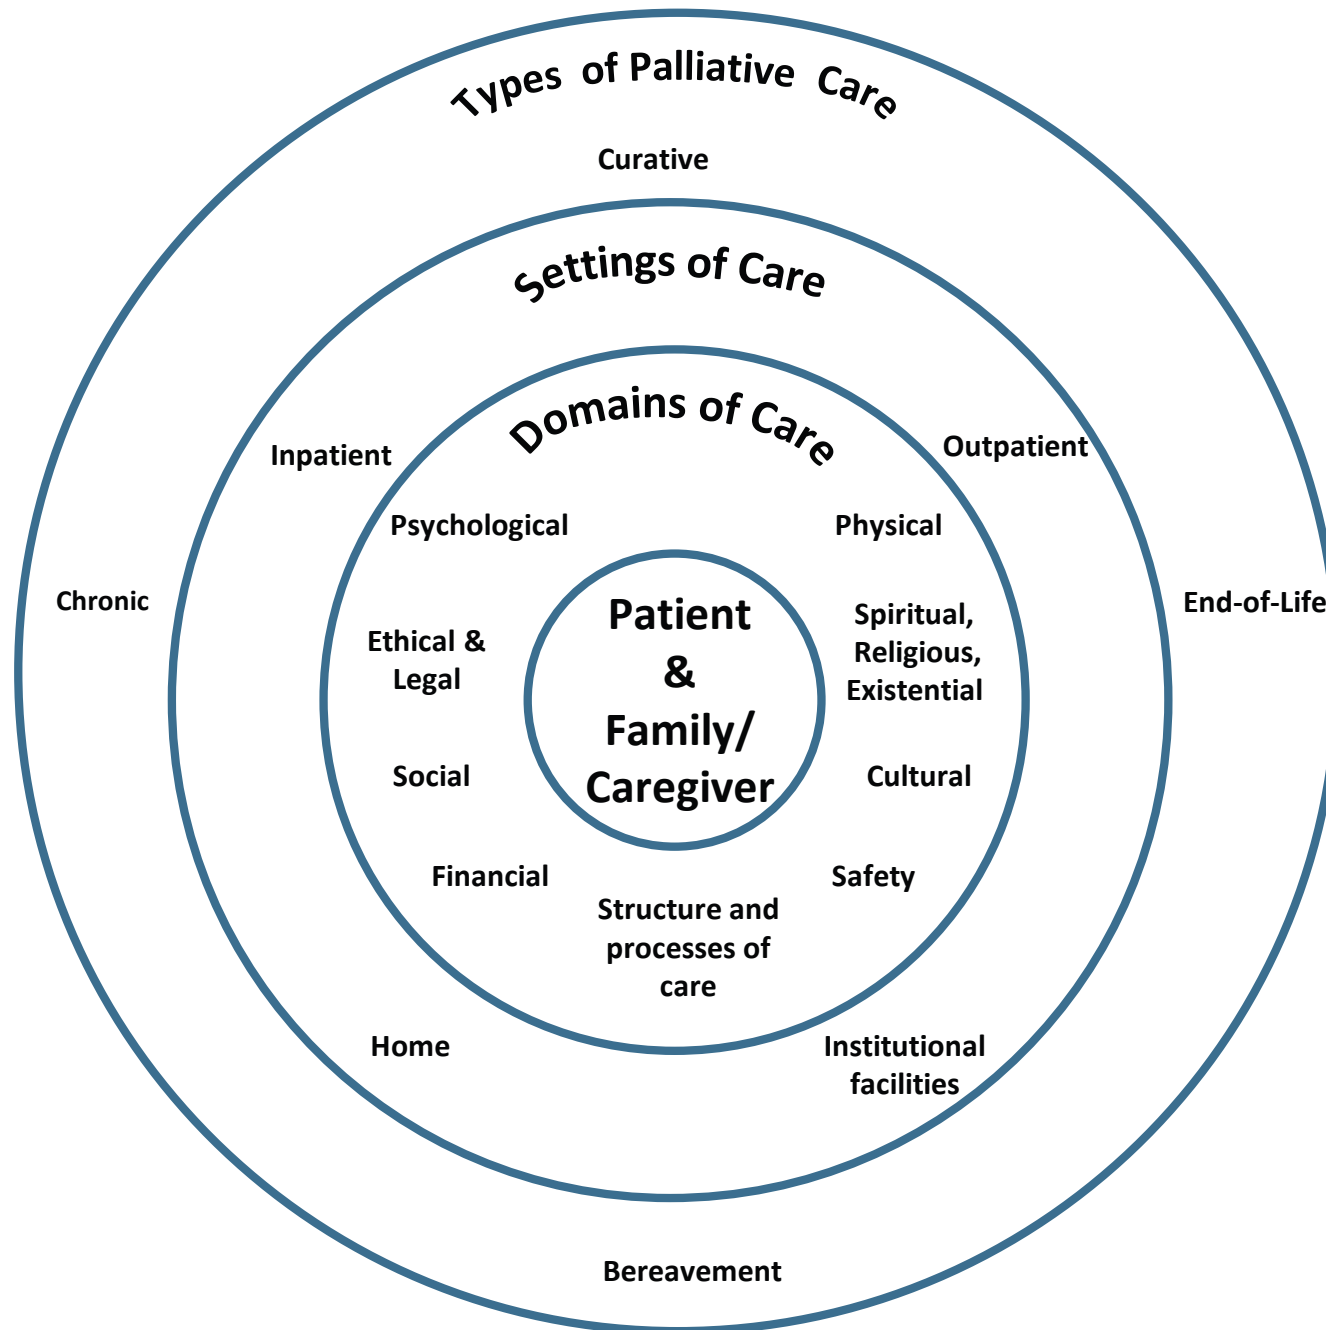 Types of Palliative Care
Curative
Settings of Care
Domains of Care
Inpatient
Outpatient
Psychological
Physical
Chronic
End-of-Life
Ethical &
Legal
Patient
&
Family/
Caregiver
Spiritual,
Religious,
Existential
Social
Cultural
Financial
Safety
Structure and
processes of
care
Home
Institutional
facilities
Bereavement